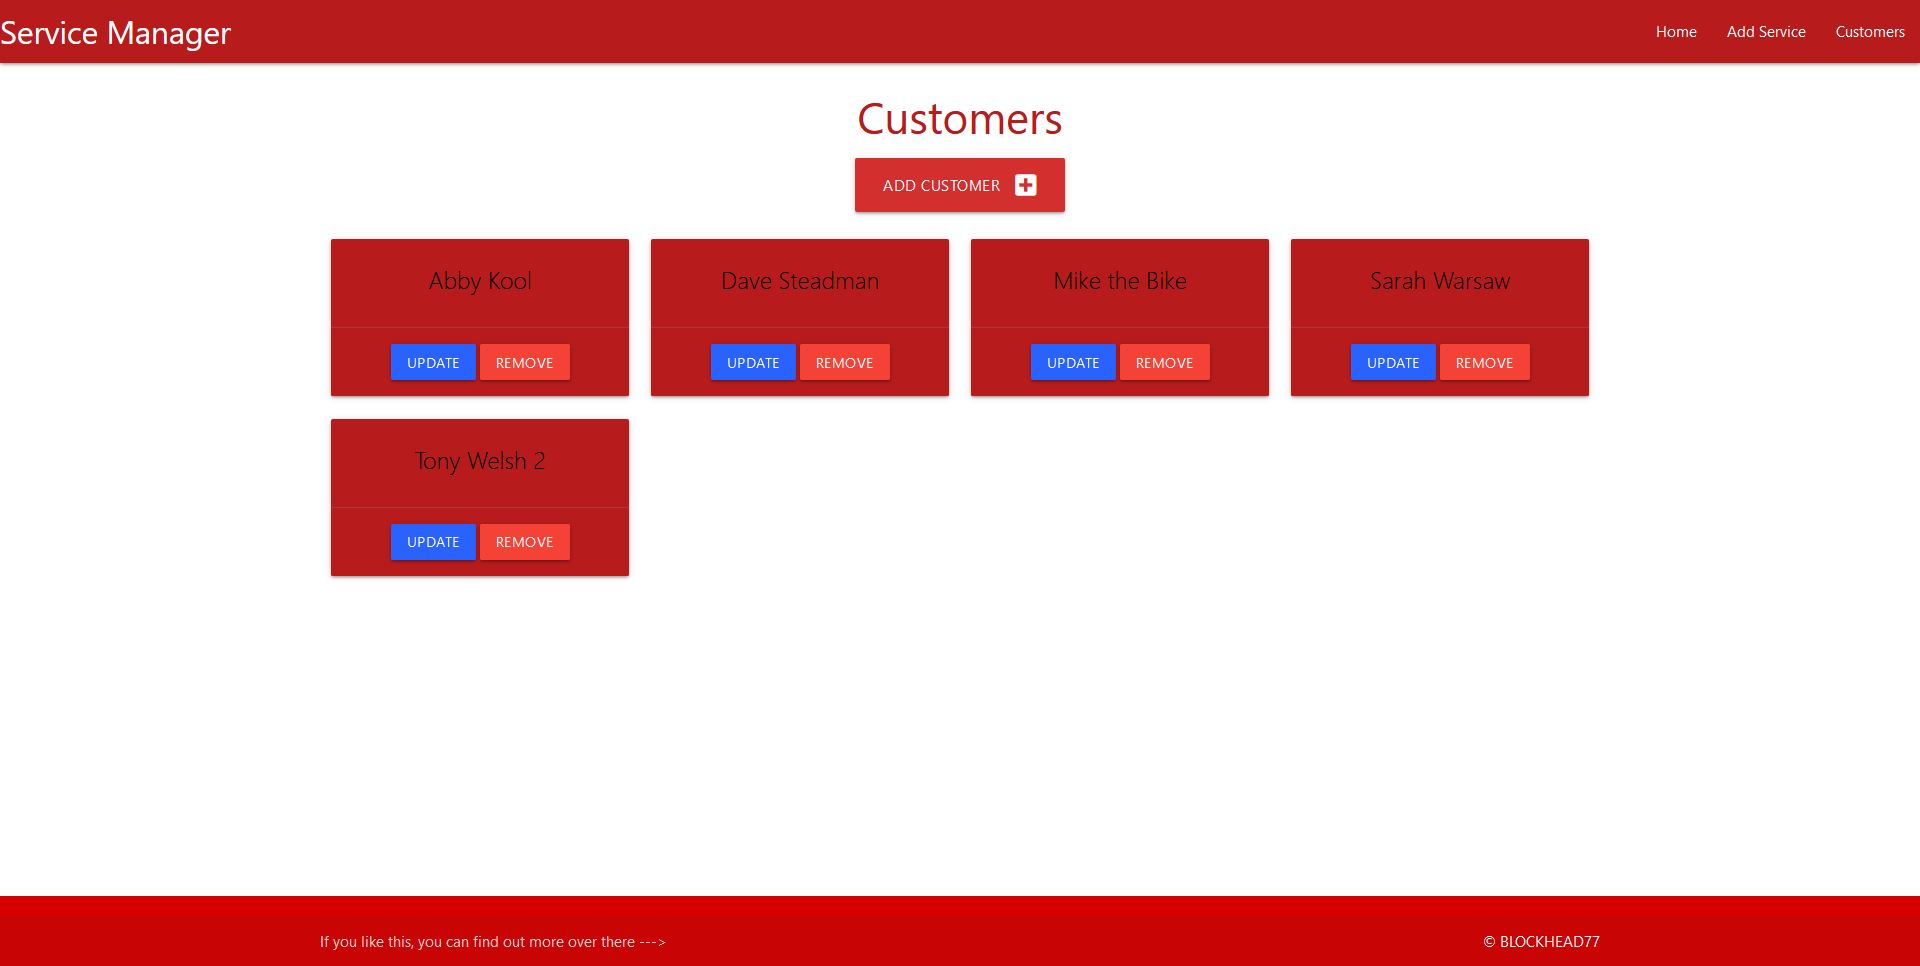 Service Manager
Home Add Service Customers
Customers
ADD CUSTOMER
Abby Kool
UPDATE REMOVE
Dave Steadman
UPDATE REMOVE
Mike the Bike
UPDATE REMOVE
Sarah Warsaw
UPDATE REMOVE
Tony Welsh 2
UPDATE REMOVE
If you like this, you can find out more over there --->
© BLOCKHEAD77